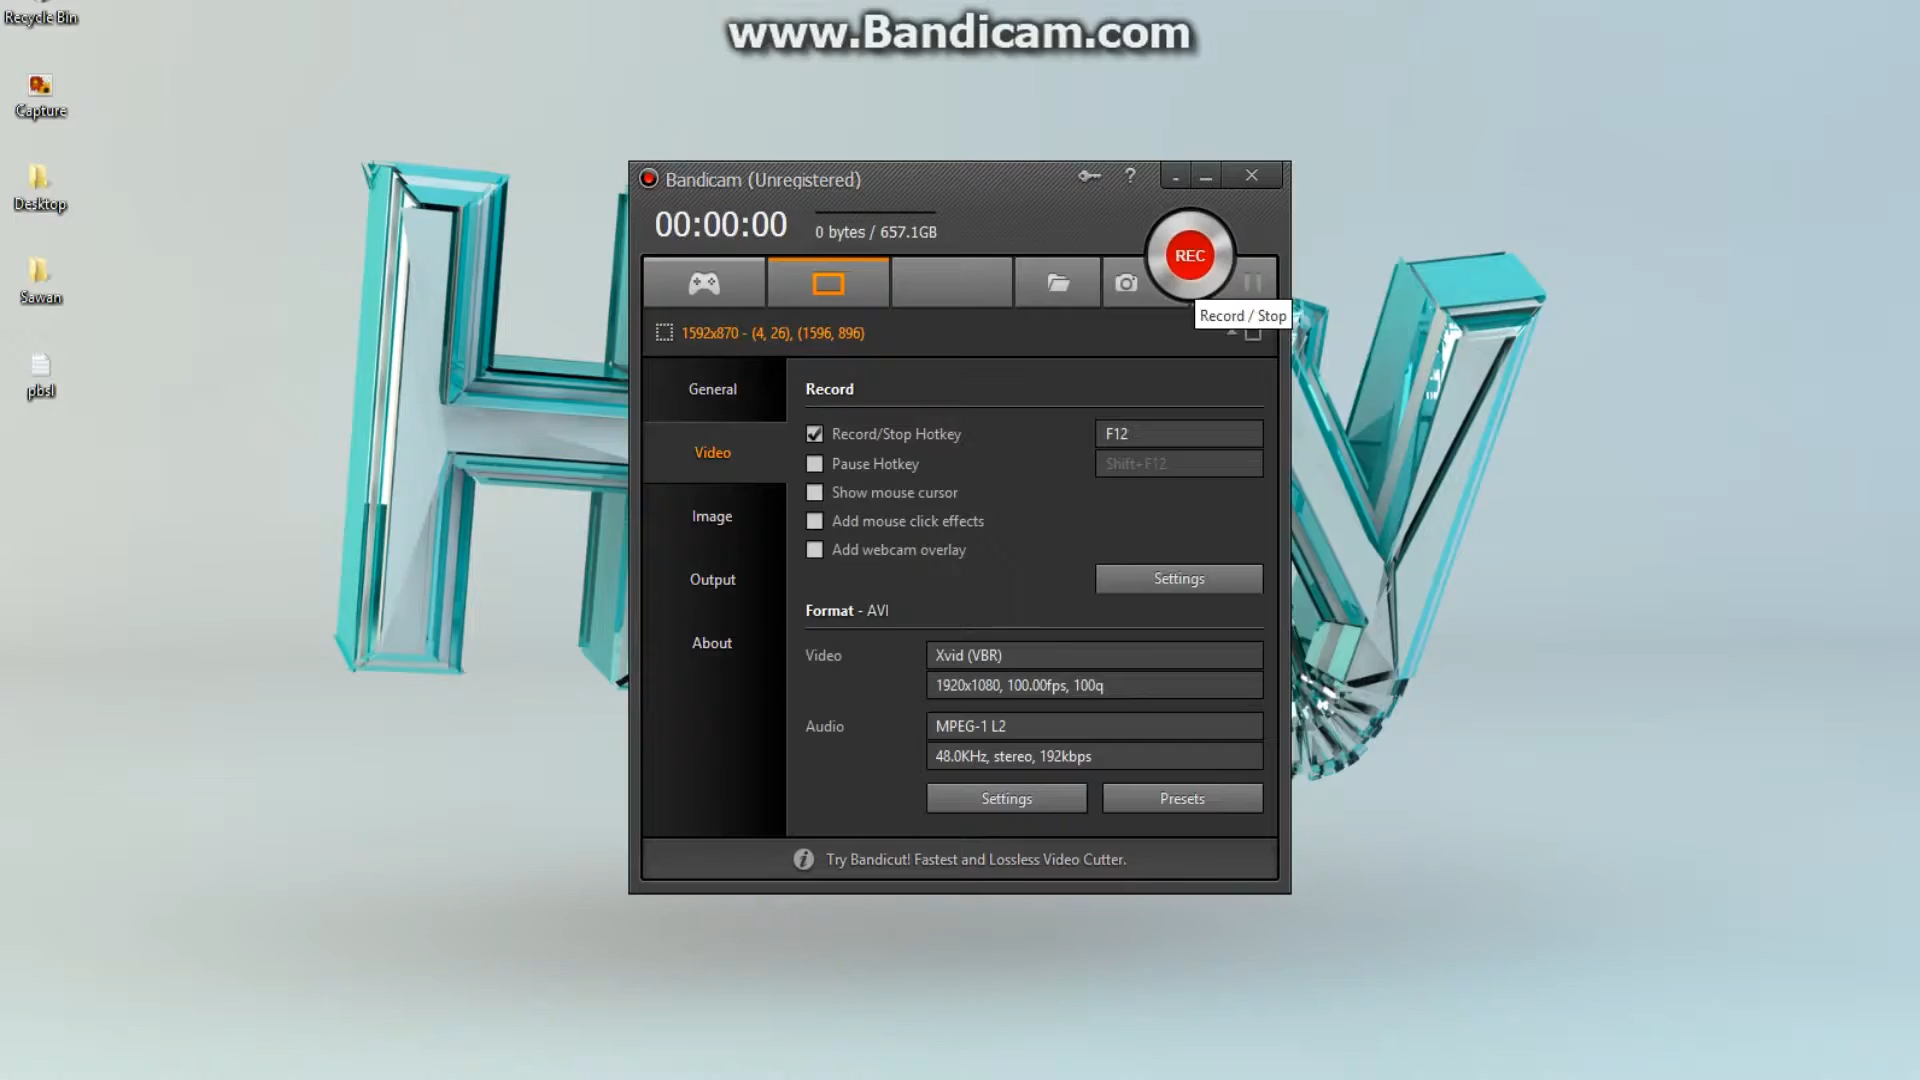 www.Bandicam.com
Recycle Bin
Capture
Desktop
Sawan
pbsl
Bandicam (Unregistered)
?
00:00:00
0 bytes / 657.1GB
REC
Record / Stop
1592x870 - (4, 26), (1596, 896)
General
Video
Image
Output
About
Record
Record/Stop Hotkey
F12
Pause Hotkey
Shift+F12
Show mouse cursor
Add mouse click effects
Add webcam overlay
Settings
Format - AVI
Video
Xvid (VBR)
1920x1080, 100.00fps, 100q
Audio
MPEG-1 L2
48.0KHz, stereo, 192kbps
Settings
Presets
Try Bandicut! Fastest and Lossless Video Cutter.